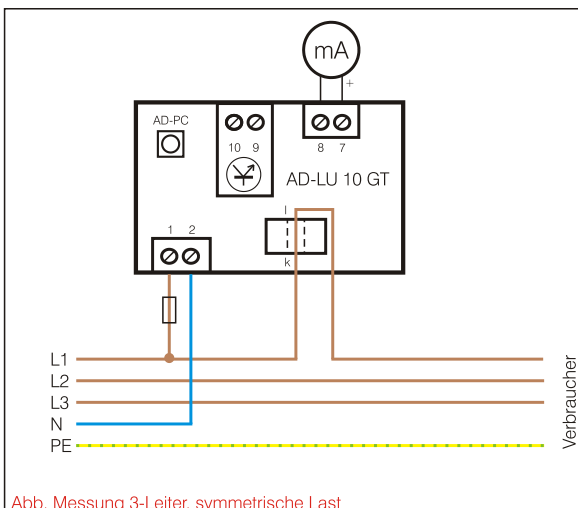 mA
+
AD-PC
10 9
8 7
AD-LU 10 GT
l
k
1 2
L1
L2
L3
N
PE
Verbraucher
Abb. Messung 3-Leiter, symmetrische Last